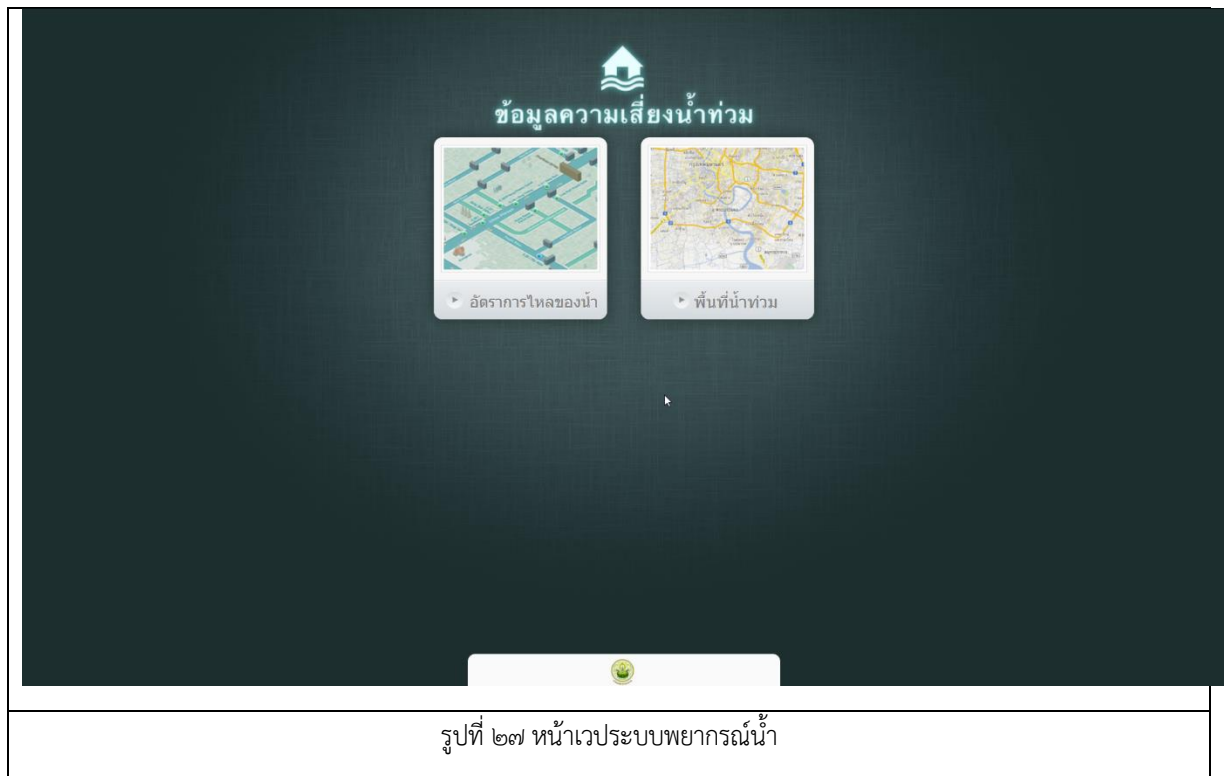 ข้อมูลความเสี่ยงน้ำท่วม
อัตราการไหลของน้ำ
พื้นที่น้ำท่วม
รูปที่ ๒๗ หน้าเวประบบพยากรณ์น้ำ